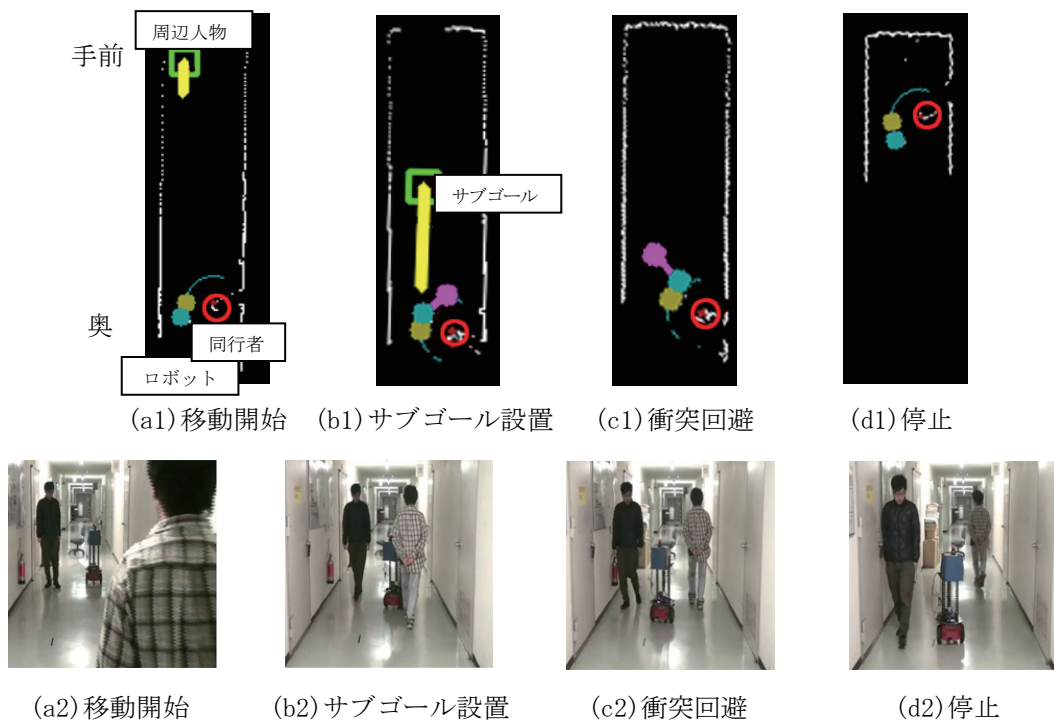 周辺人物
手前
サブゴール
奥
同行者
ロボット
(a1)移動開始
(b1)サブゴール設置
(c1)衝突回避
(d1)停止
(a2)移動開始
(b2)サブゴール設置
(c2)衝突回避
(d2)停止